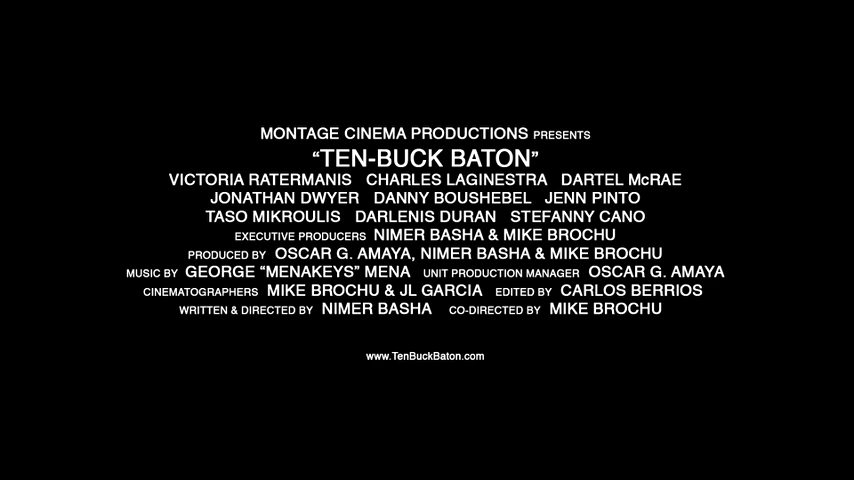 MONTAGE CINEMA PRODUCTIONS PRESENTS
“TEN-BUCK BATON”
VICTORIA RATERMANIS CHARLES LAGINESTRA DARTEL McRAE
JONATHAN DWYER DANNY BOUSHEBEL JENN PINTO
TASO MIKROULIS DARLENIS DURAN STEFANNY CANO
EXECUTIVE PRODUCERS NIMER BASHA & MIKE BROCHU
PRODUCED BY OSCAR G. AMAYA, NIMER BASHA & MIKE BROCHU
MUSIC BY GEORGE “MENAKEYS” MENA UNIT PRODUCTION MANAGER OSCAR G. AMAYA
CINEMATOGRAPHERS MIKE BROCHU & JL GARCIA EDITED BY CARLOS BERRIOS
WRITTEN & DIRECTED BY NIMER BASHA CO-DIRECTED BY MIKE BROCHU
www.TenBuckBaton.com